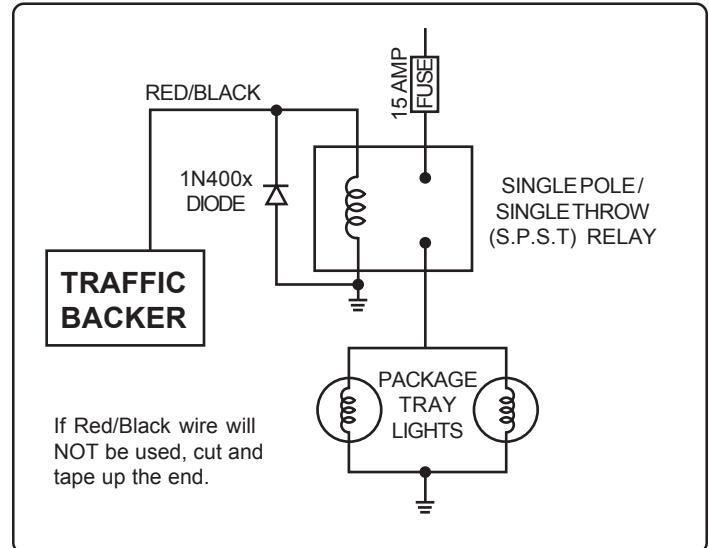 RED/BLACK
15 AMP
FUSE
1N400x
DIODE
SINGLE POLE /
SINGLE THROW
(S.P.S.T) RELAY
TRAFFIC
BACKER
PACKAGE
TRAY
LIGHTS
If Red/Black wire will
NOT be used, cut and
tape up the end.